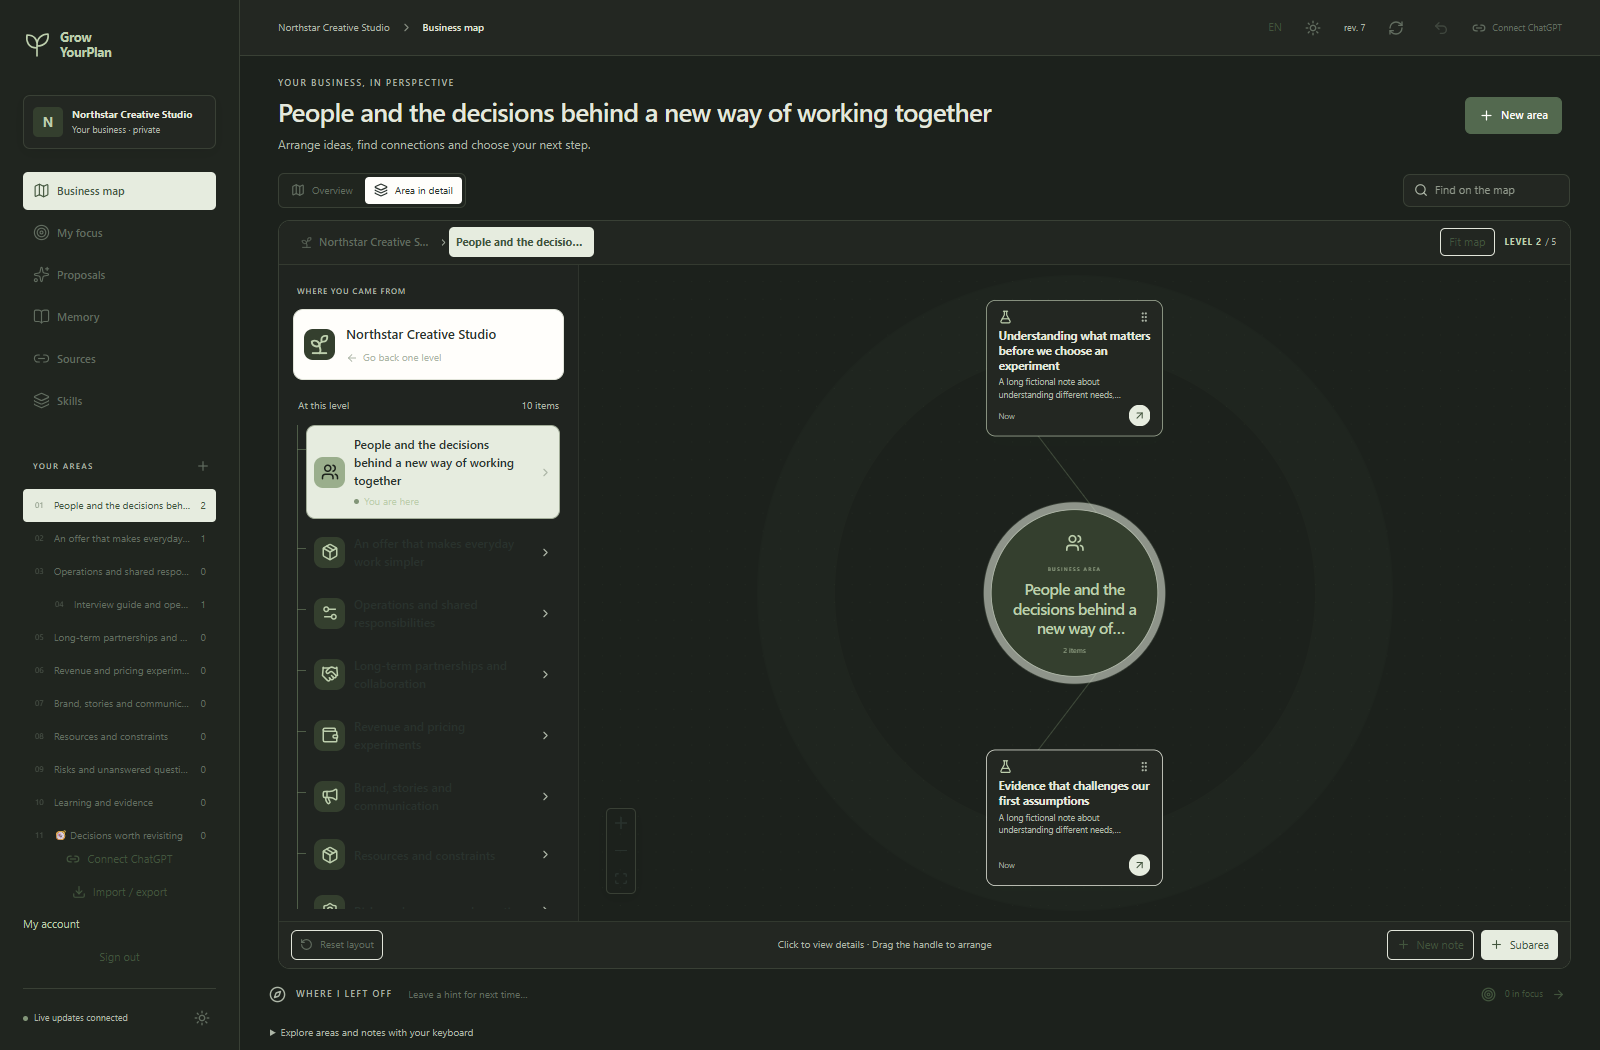 Grow
YourPlan
N
Northstar Creative Studio
Your business · private
Business map
My focus
Proposals
Memory
Sources
Skills
YOUR AREAS
01 People and the decisions beh... 2
02 An offer that makes everyday... 1
03 Operations and shared respo... 0
04 Interview guide and ope... 1
05 Long-term partnerships and ... 0
06 Revenue and pricing experim... 0
07 Brand, stories and communic... 0
08 Resources and constraints 0
09 Risks and unanswered questi... 0
10 Learning and evidence 0
11 Decisions worth revisiting 0
Connect ChatGPT
Import / export
My account
Sign out
Live updates connected
Northstar Creative Studio > Business map
EN
rev. 7
Connect ChatGPT
YOUR BUSINESS, IN PERSPECTIVE
People and the decisions behind a new way of working together
Arrange ideas, find connections and choose your next step.
New area
Overview
Area in detail
Find on the map
Northstar Creative S... > People and the decisio...
Fit map
LEVEL 2 / 5
WHERE YOU CAME FROM
Northstar Creative Studio
Go back one level
At this level
10 items
People and the decisions
behind a new way of working
together
You are here
An offer that makes everyday
work simpler
Operations and shared
responsibilities
Long-term partnerships and
collaboration
Revenue and pricing
experiments
Brand, stories and
communication
Resources and constraints
Understanding what matters
before we choose an
experiment
A long fictional note about
understanding different needs,...
Now
BUSINESS AREA
People and the
decisions behind a
new way of...
2 items
Evidence that challenges our
first assumptions
A long fictional note about
understanding different needs,...
Now
Reset layout
Click to view details · Drag the handle to arrange
New note
Subarea
WHERE I LEFT OFF
Leave a hint for next time...
0 in focus
Explore areas and notes with your keyboard